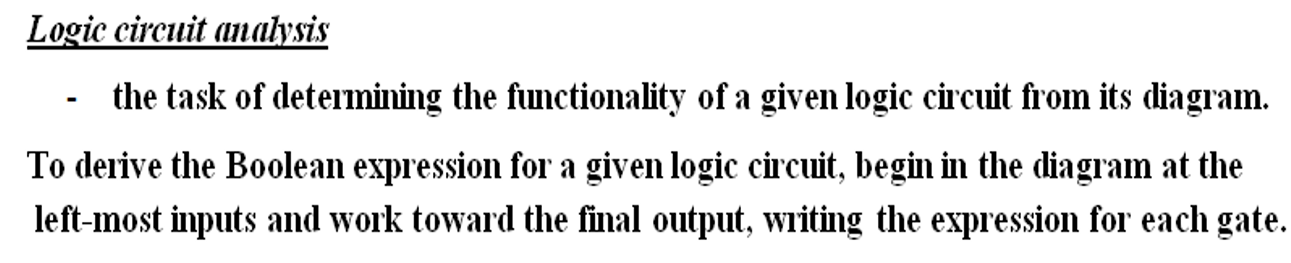 Logic circuit analysis
- the task of determining the functionality of a given logic circuit from its diagram.
To derive the Boolean expression for a given logic circuit, begin in the diagram at the
left-most inputs and work toward the final output, writing the expression for each gate.